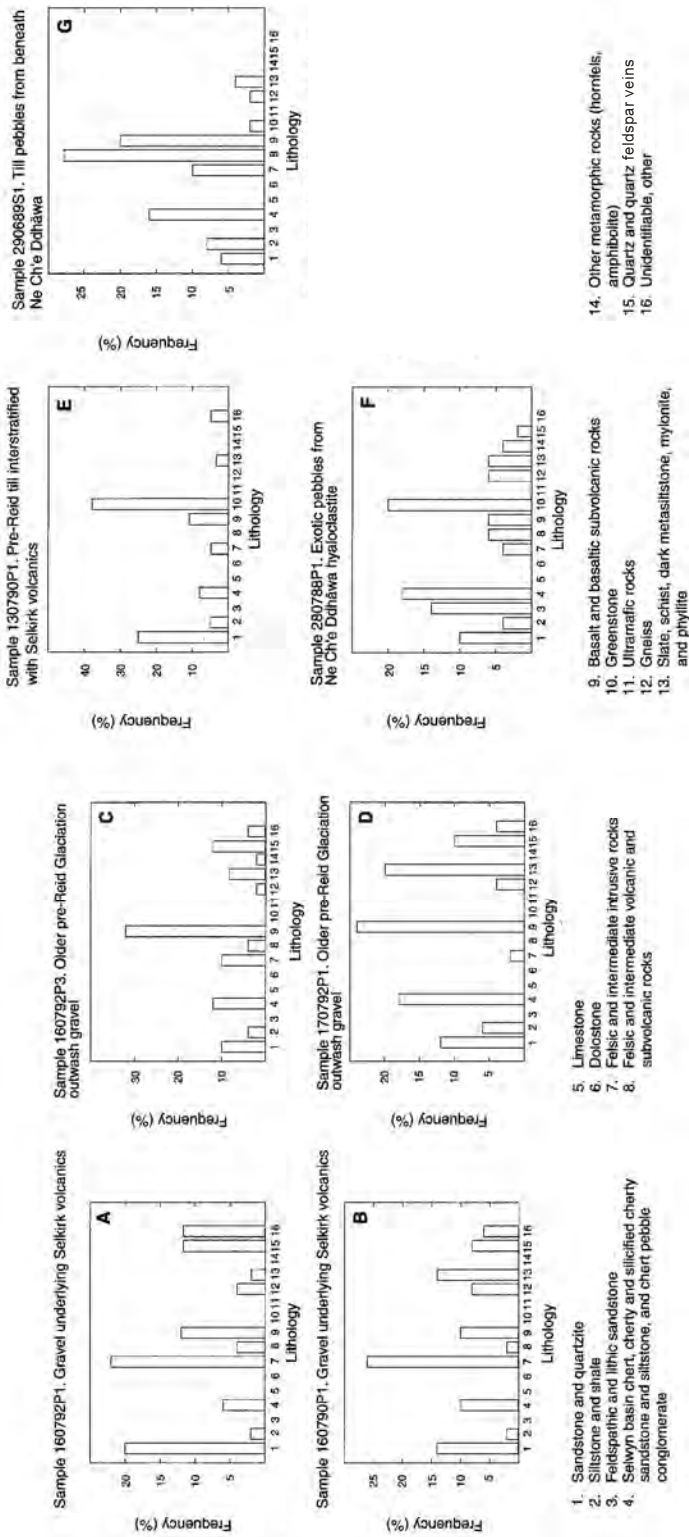 Sample 160792P1. Gravel underlying Selkirk volcanics
A
Frequency (%)
20
15
10
5
1 2 3 4 5 6 7 8 9 10 11 12 13 14 15 16
Lithology
Sample 160790P1. Gravel underlying Selkirk volcanics
B
Frequency (%)
25
20
15
10
5
1 2 3 4 5 6 7 8 9 10 11 12 13 14 15 16
Lithology
Sample 160792P3. Older pre-Reid Glaciation
outwash gravel
C
Frequency (%)
30
20
10
1 2 3 4 5 6 7 8 9 10 11 12 13 14 15 16
Lithology
Sample 170792P1. Older pre-Reid Glaciation
outwash gravel
D
Frequency (%)
20
10
1 2 3 4 5 6 7 8 9 10 11 12 13 14 15 16
Lithology
Sample 130790P1. Pre-Reid till interstratified
with Selkirk volcanics
E
Frequency (%)
40
30
20
10
1 2 3 4 5 6 7 8 9 10 11 12 13 14 15 16
Lithology
Sample 280788P1. Exotic pebbles from
Ne Ch'e Ddhäwa hyaloclastite
F
Frequency (%)
20
15
10
5
1 2 3 4 5 6 7 8 9 10 11 12 13 14 15 16
Lithology
Sample 290689S1. Till pebbles from beneath
Ne Ch'e Ddhäwa
G
Frequency (%)
25
20
15
10
5
1 2 3 4 5 6 7 8 9 10 11 12 13 14 15 16
Lithology
1. Sandstone and quartzite
2. Siltstone and shale
3. Feldspathic and lithic sandstone
4. Selwyn basin chert, cherty and silicified cherty
sandstone and siltstone, and chert pebble
conglomerate
5. Limestone
6. Dolostone
7. Felsic and intermediate intrusive rocks
8. Felsic and intermediate volcanic and
subvolcanic rocks
9. Basalt and basaltic subvolcanic rocks
10. Greenstone
11. Ultramafic rocks
12. Gneiss
13. Slate, schist, dark metasiltstone, mylonite,
and phyllite
14. Other metamorphic rocks (hornfels,
amphibolite)
15. Quartz and quartz feldspar veins
16. Unidentifiable, other